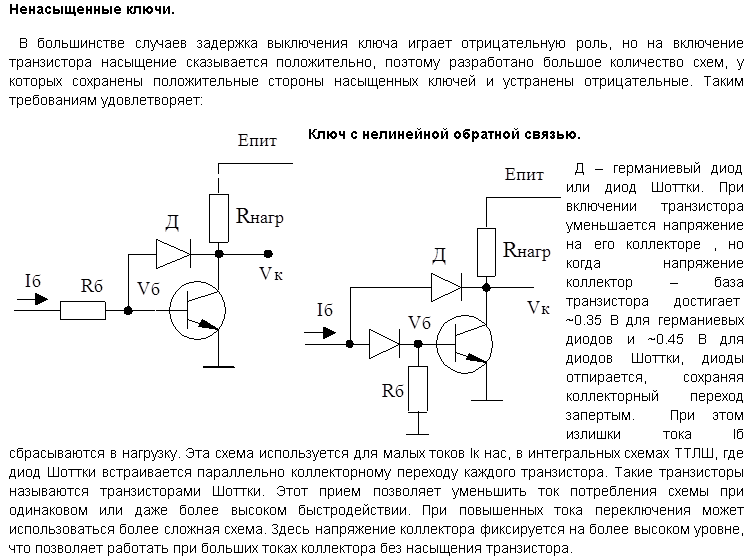 Ненасыщенные ключи.
В большинстве случаев задержка выключения ключа играет отрицательную роль, но на включение
транзистора насыщение сказывается положительно, поэтому разработано большое количество схем, у
которых сохранены положительные стороны насыщенных ключей и устранены отрицательные. Таким
требованиям удовлетворяет:
Ключ с нелинейной обратной связью.
Епит
Д
Rнагр
Vк
Iб
Rб
Vб
Епит
Д
Rнагр
Vк
Iб
Vб
Rб
Д – германиевый диод
или диод Шоттки. При
включении транзистора
уменьшается напряжение
на его коллекторе , но
когда напряжение
коллектор – база
транзистора достигает
~0.35 В для германиевых
диодов и ~0.45 В для
диодов Шоттки, диоды
отпирается, сохраняя
коллекторный переход
запертым. При этом
излишки тока Iб
сбрасываются в нагрузку. Эта схема используется для малых токов Iк нас, в интегральных схемах ТТЛШ, где
диод Шоттки встраивается параллельно коллекторному переходу каждого транзистора. Такие транзисторы
называются транзисторами Шоттки. Этот прием позволяет уменьшить ток потребления схемы при
одинаковом или даже более высоком быстродействии. При повышенных тока переключения может
использоваться более сложная схема. Здесь напряжение коллектора фиксируется на более высоком уровне,
что позволяет работать при больших токах коллектора без насыщения транзистора.